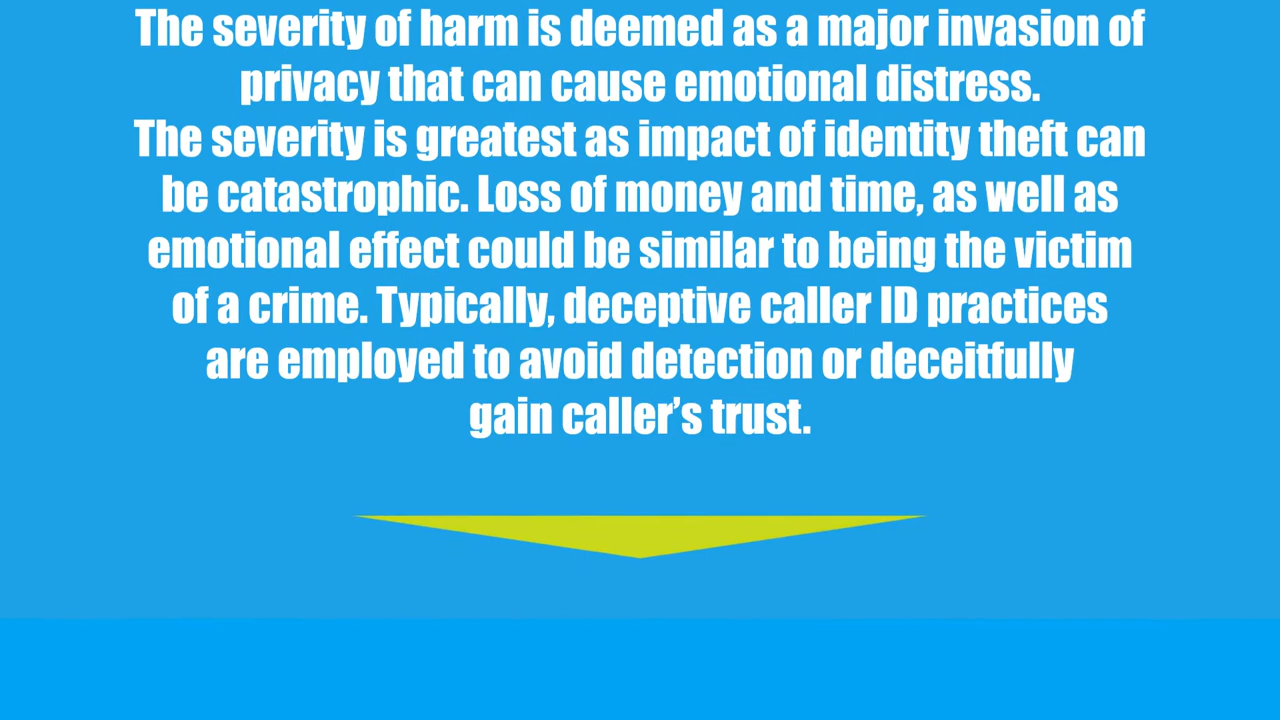 The severity of harm is deemed as a major invasion of
privacy that can cause emotional distress.
The severity is greatest as impact of identity theft can
be catastrophic. Loss of money and time, as well as
emotional effect could be similar to being the victim
of a crime. Typically, deceptive caller ID practices
are employed to avoid detection or deceitfully
gain caller’s trust.